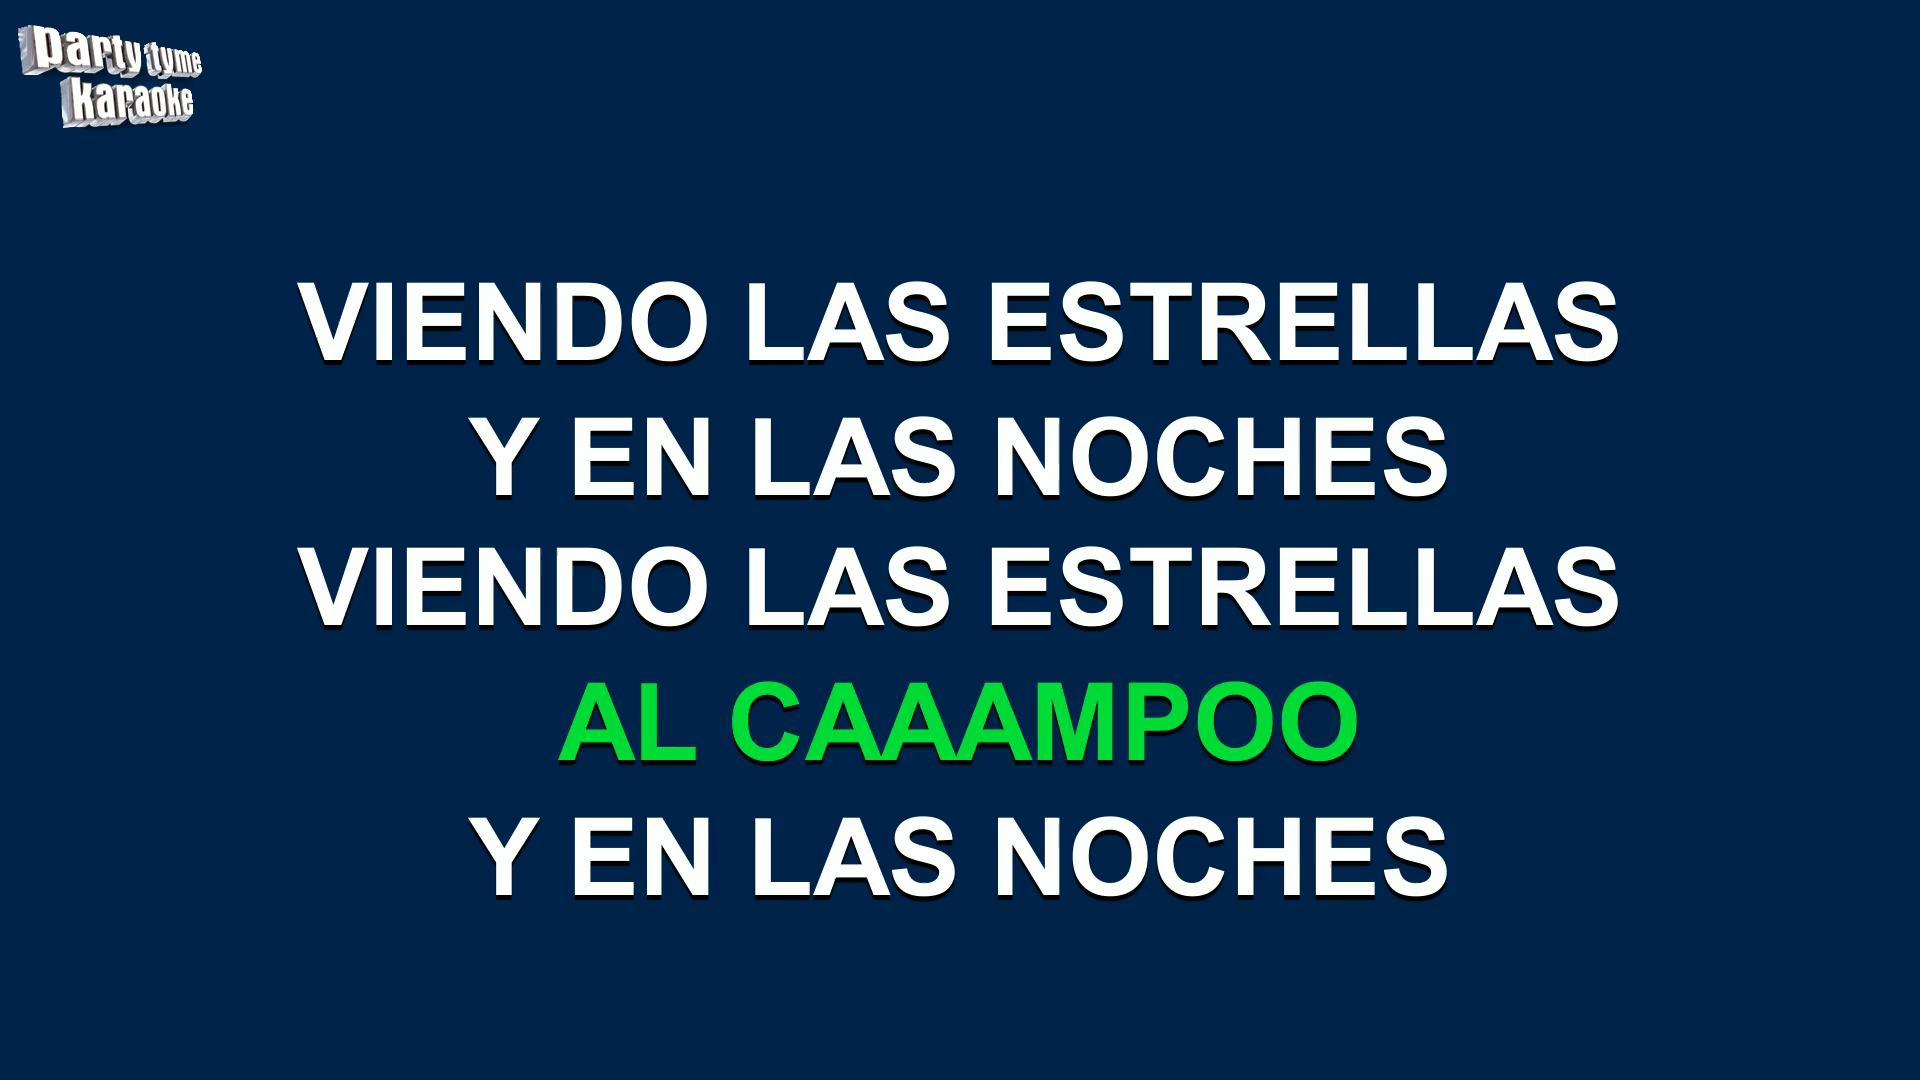 party tyme
karaoke
VIENDO LAS ESTRELLAS
Y EN LAS NOCHES
VIENDO LAS ESTRELLAS
AL CAAAMPOO
Y EN LAS NOCHES